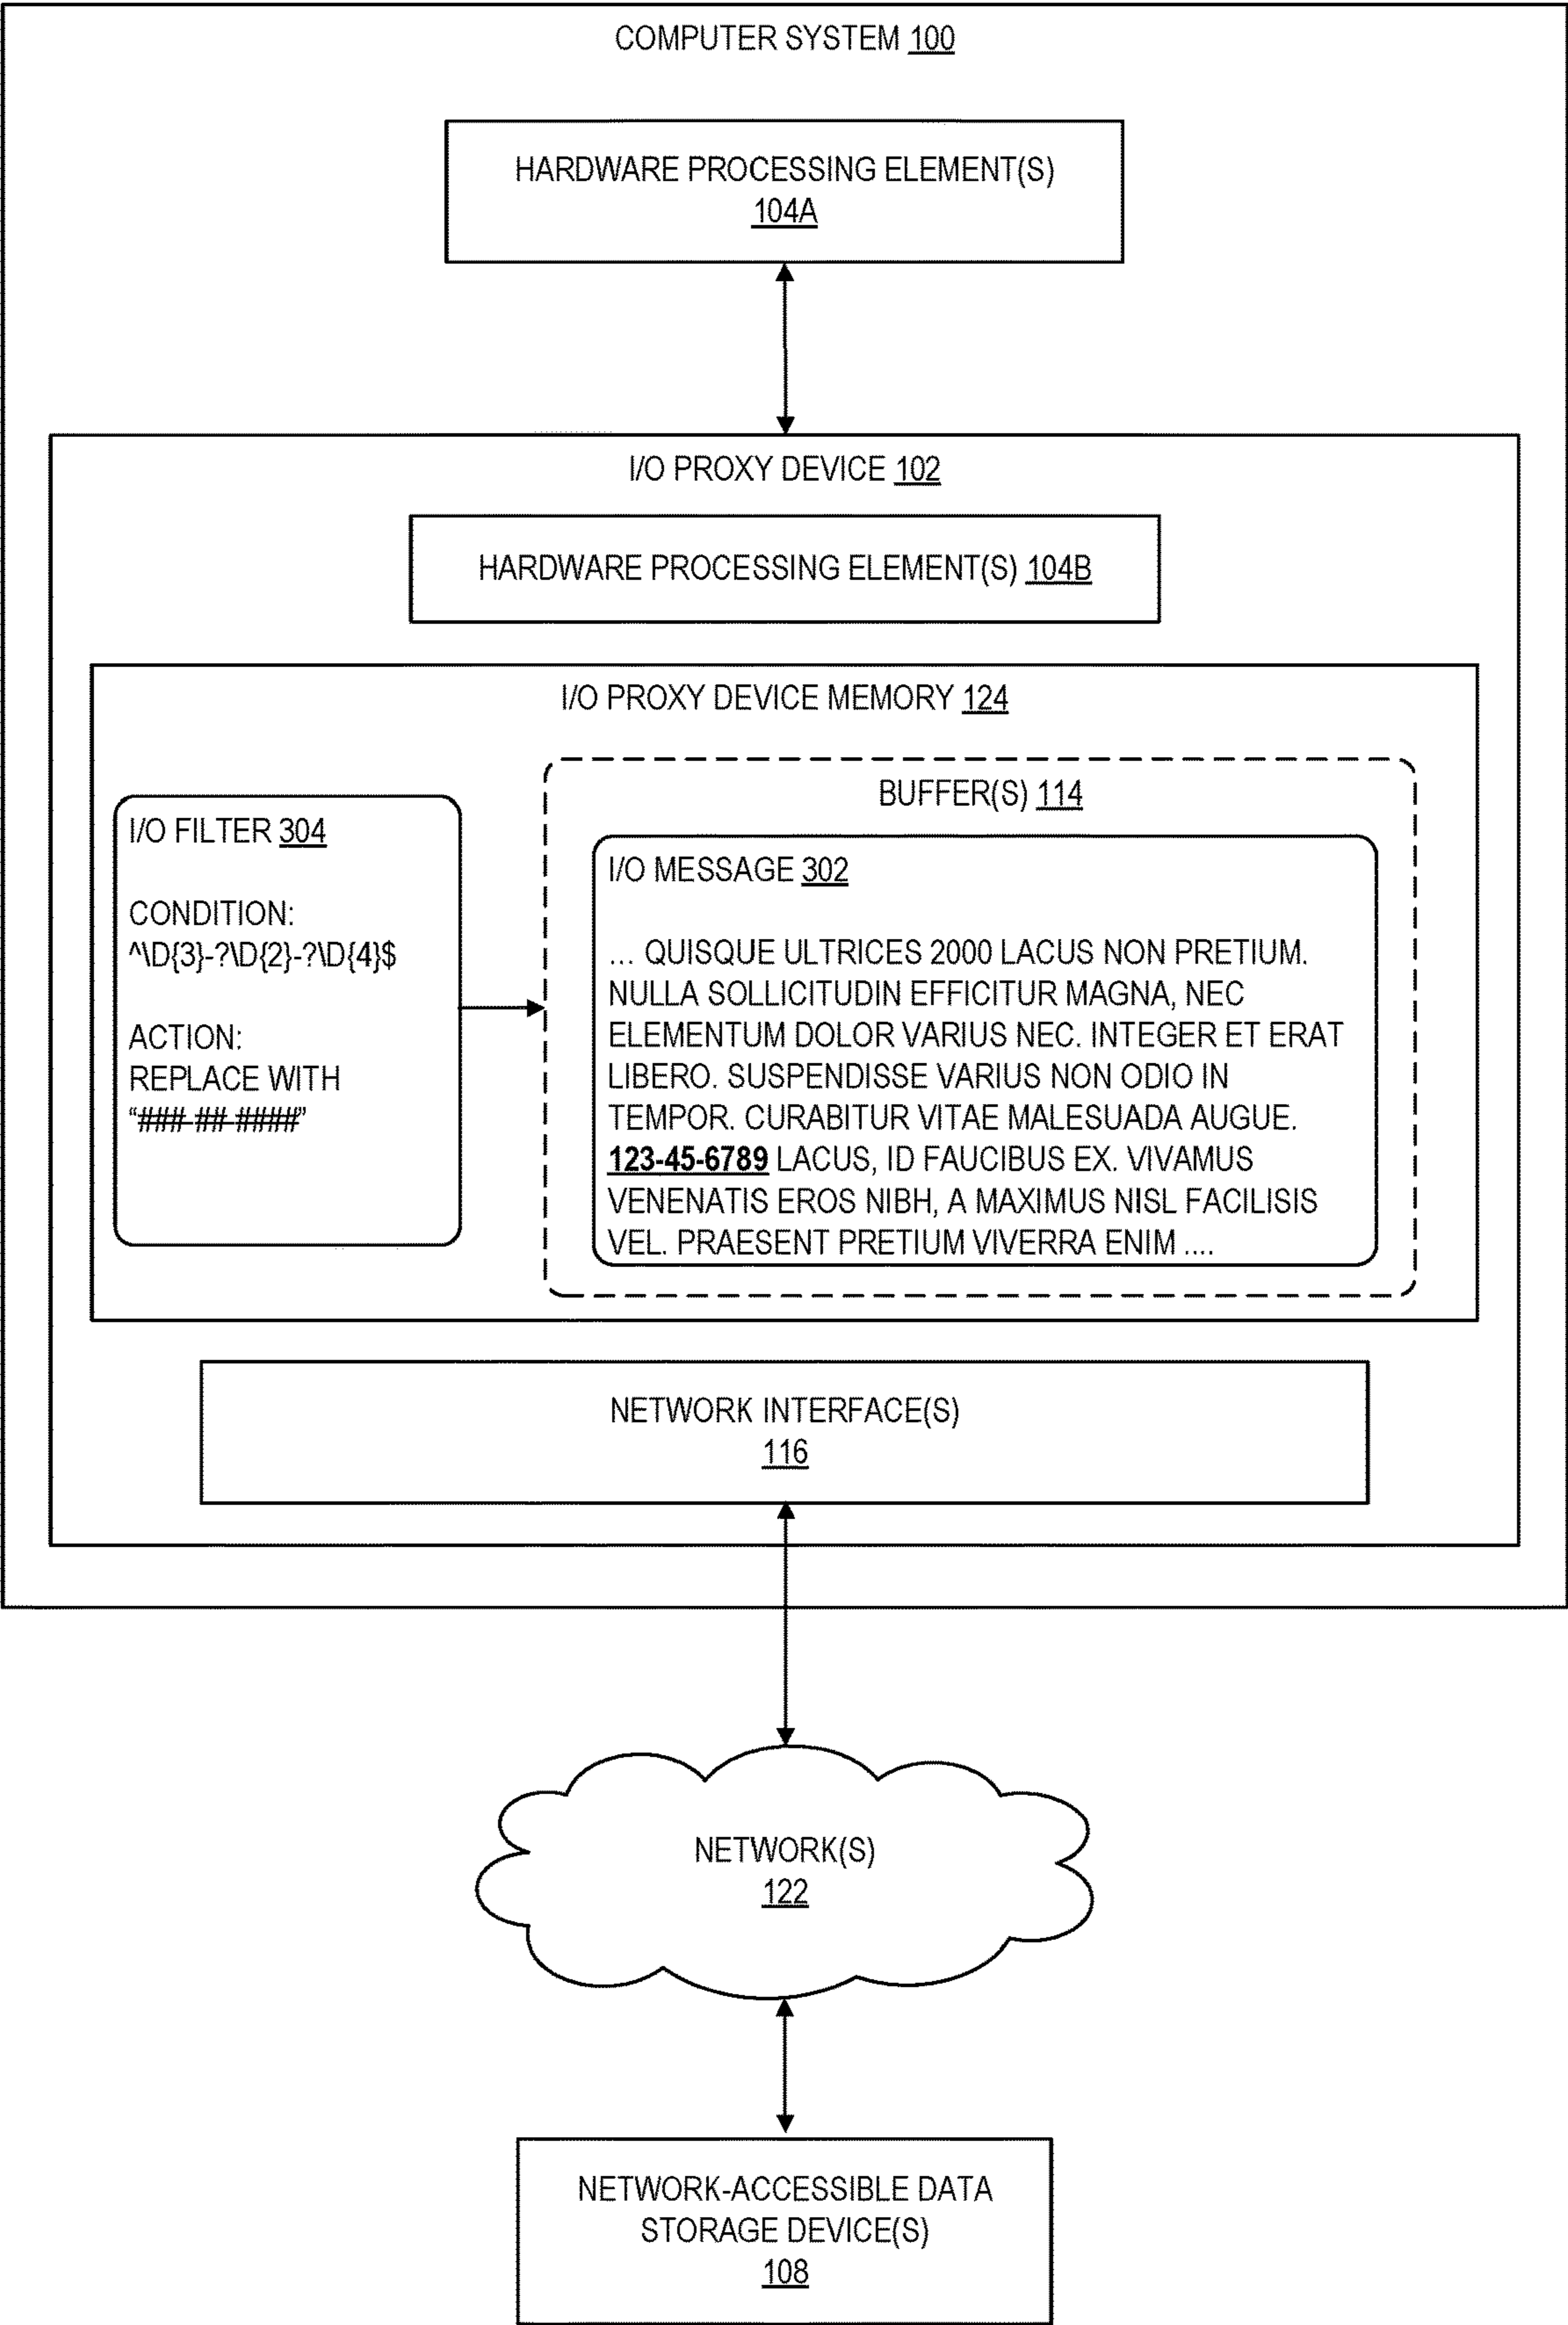 COMPUTER SYSTEM 100
HARDWARE PROCESSING ELEMENT(S)
104A
I/O PROXY DEVICE 102
HARDWARE PROCESSING ELEMENT(S) 104B
I/O PROXY DEVICE MEMORY 124
I/O FILTER 304
CONDITION:
^\D{3}-?\D{2}-?\D{4}$
ACTION:
REPLACE WITH
“###-##-####”
BUFFER(S) 114
I/O MESSAGE 302
... QUISQUE ULTRICES 2000 LACUS NON PRETIUM.
NULLA SOLLICITUDIN EFFICITUR MAGNA, NEC
ELEMENTUM DOLOR VARIUS NEC. INTEGER ET ERAT
LIBERO. SUSPENDISSE VARIUS NON ODIO IN
TEMPOR. CURABITUR VITAE MALESUADA AUGUE.
123-45-6789 LACUS, ID FAUCIBUS EX. VIVAMUS
VENENATIS EROS NIBH, A MAXIMUS NISL FACILISIS
VEL. PRAESENT PRETIUM VIVERRA ENIM ....
NETWORK INTERFACE(S)
116
NETWORK(S)
122
NETWORK-ACCESSIBLE DATA
STORAGE DEVICE(S)
108